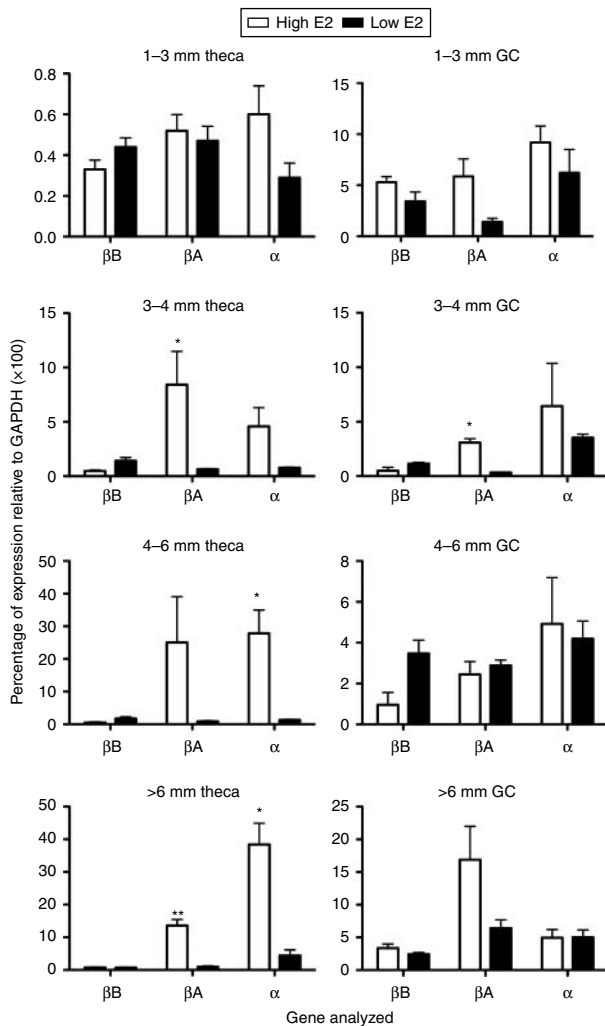 High E2 Low E2
1–3 mm theca
0.8
0.6
0.4
0.2
0.0
βB βA α
1–3 mm GC
15
10
5
0
βB βA α
3–4 mm theca
15
10
5
0
*
βB βA α
3–4 mm GC
15
10
5
0
*
βB βA α
4–6 mm theca
50
40
30
20
10
0
*
βB βA α
4–6 mm GC
8
6
4
2
0
βB βA α
>6 mm theca
50
40
30
20
10
0
**
*
βB βA α
>6 mm GC
25
20
15
10
5
0
βB βA α
Percentage of expression relative to GAPDH (×100)
Gene analyzed